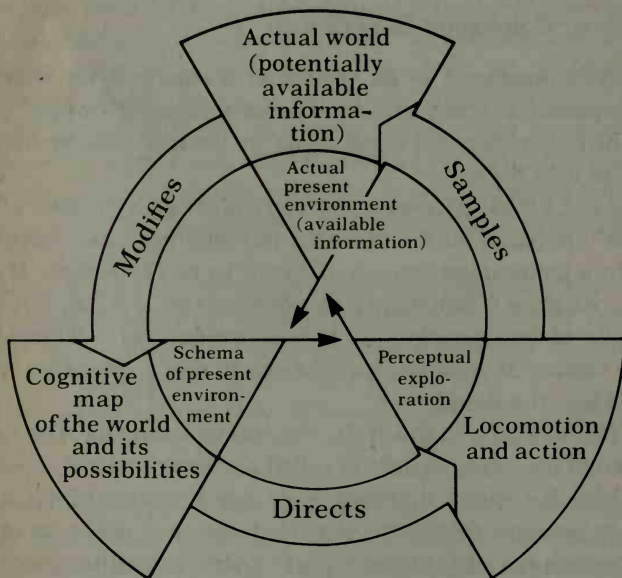 Actual world
(potentially
available
informa-
tion)
Actual
present
environment
(available
information)
Modifies
Samples
Schema
of present
environ-
ment
Perceptual
explo-
ration
Cognitive
map
of the world
and its
possibilities
Locomotion
and action
Directs